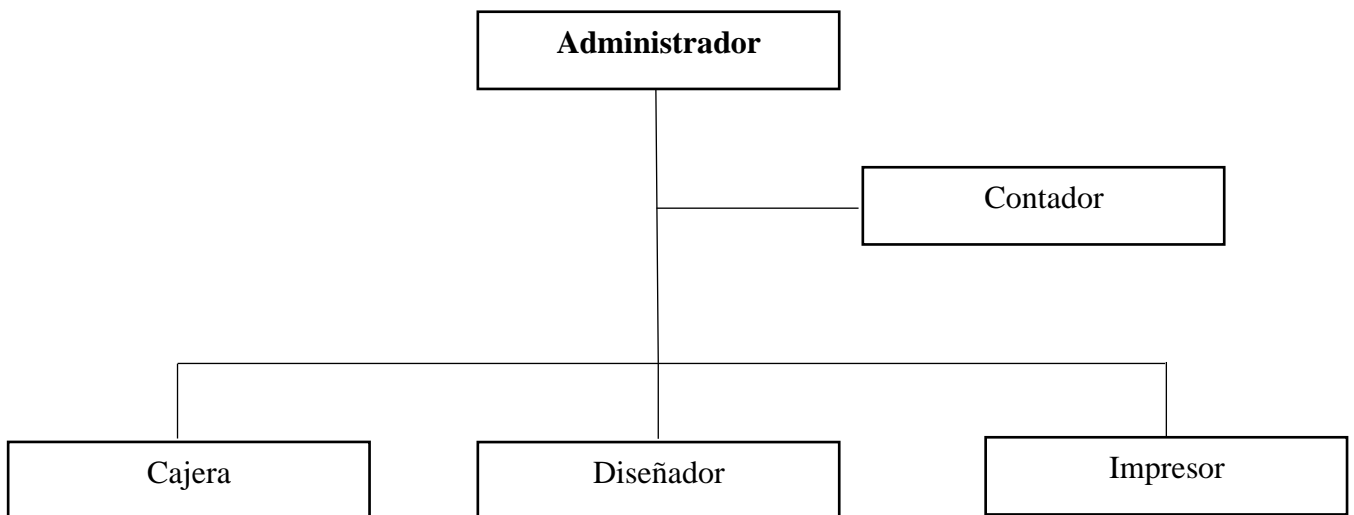 Administrador
Contador
Cajera
Diseñador
Impresor